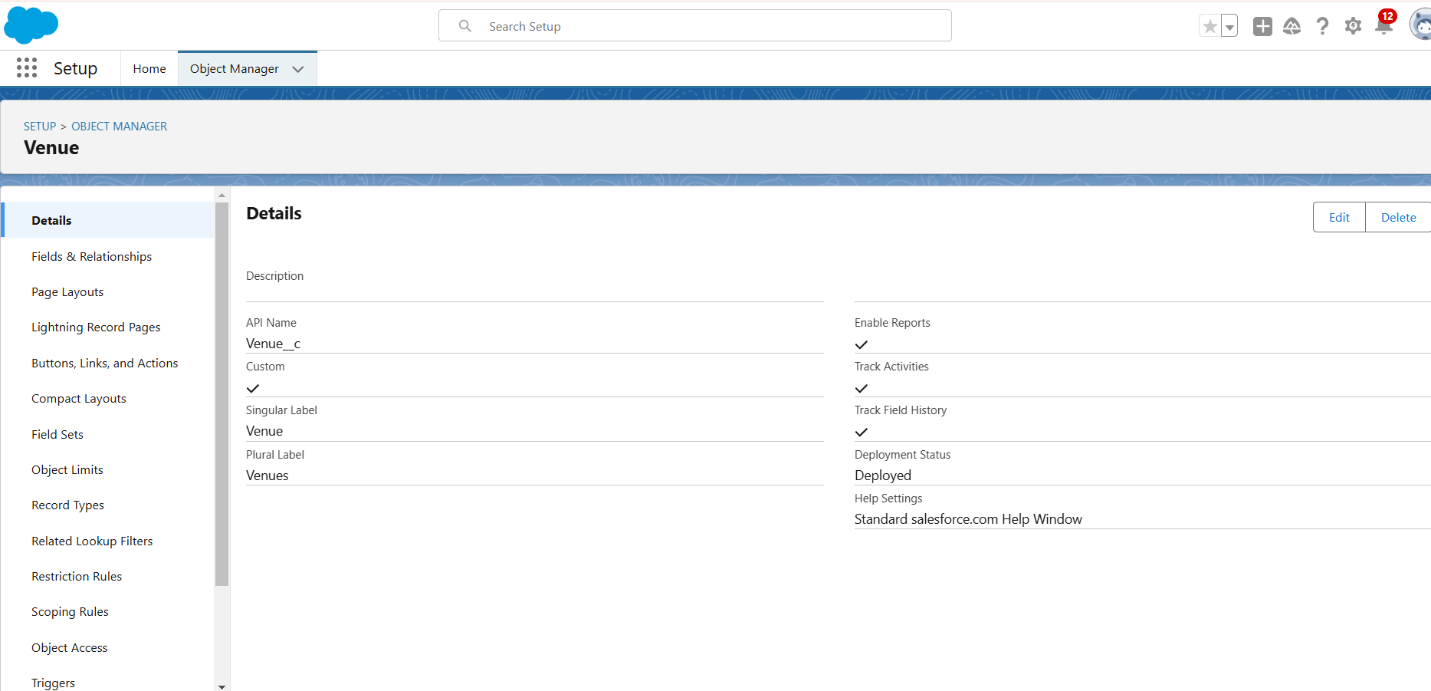 Search Setup
12
Setup
Home
Object Manager
SETUP > OBJECT MANAGER
Venue
Details
Fields & Relationships
Page Layouts
Lightning Record Pages
Buttons, Links, and Actions
Compact Layouts
Field Sets
Object Limits
Record Types
Related Lookup Filters
Restriction Rules
Scoping Rules
Object Access
Triggers
Details
Edit
Delete
Description
API Name
Venue__c
Custom
Singular Label
Venue
Plural Label
Venues
Enable Reports
Track Activities
Track Field History
Deployment Status
Deployed
Help Settings
Standard salesforce.com Help Window